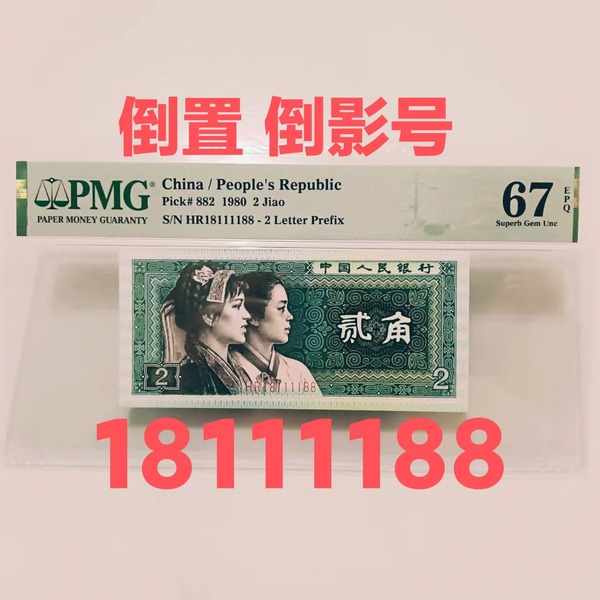 倒置 倒影号
PMG®
PAPER MONEY GUARANTY
China / People's Republic
Pick# 882 1980 2 Jiao
S/N HR18111188 - 2 Letter Prefix
67
EPQ
Superb Gem Unc
中国人民银行
贰角
HR18111188
2
2
18111188